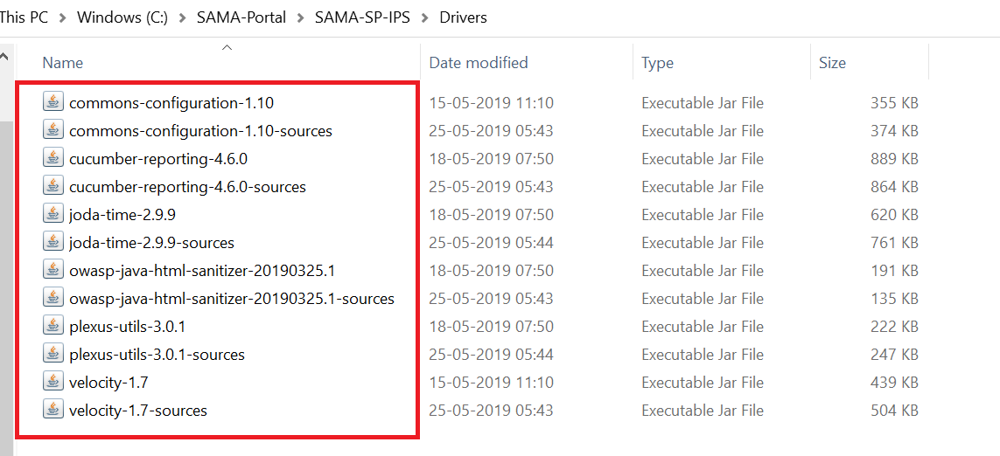 This PC > Windows (C:) > SAMA-Portal > SAMA-SP-IPS > Drivers
Name Date modified Type Size
commons-configuration-1.10 15-05-2019 11:10 Executable Jar File 355 KB
commons-configuration-1.10-sources 25-05-2019 05:43 Executable Jar File 374 KB
cucumber-reporting-4.6.0 18-05-2019 07:50 Executable Jar File 889 KB
cucumber-reporting-4.6.0-sources 25-05-2019 05:43 Executable Jar File 864 KB
joda-time-2.9.9 18-05-2019 07:50 Executable Jar File 620 KB
joda-time-2.9.9-sources 25-05-2019 05:44 Executable Jar File 761 KB
owasp-java-html-sanitizer-20190325.1 18-05-2019 07:50 Executable Jar File 191 KB
owasp-java-html-sanitizer-20190325.1-sources 25-05-2019 05:43 Executable Jar File 135 KB
plexus-utils-3.0.1 18-05-2019 07:50 Executable Jar File 222 KB
plexus-utils-3.0.1-sources 25-05-2019 05:44 Executable Jar File 247 KB
velocity-1.7 15-05-2019 11:10 Executable Jar File 439 KB
velocity-1.7-sources 25-05-2019 05:43 Executable Jar File 504 KB